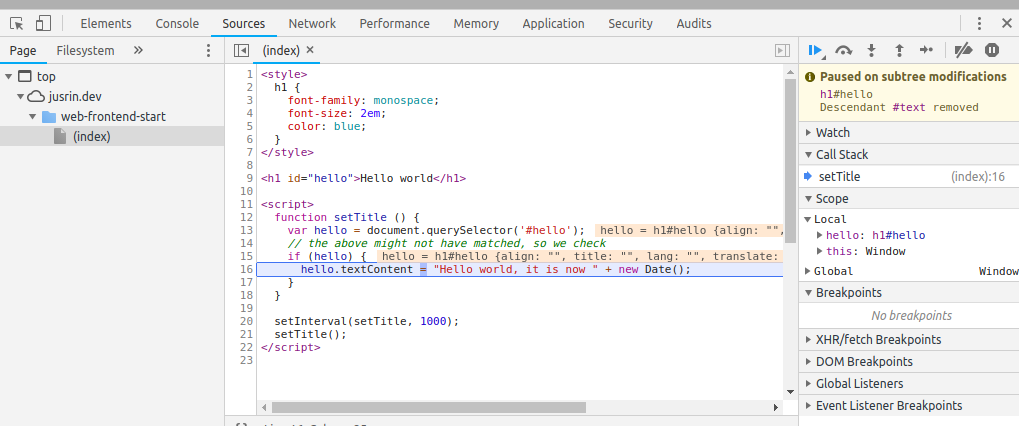 Elements Console Sources Network Performance Memory Application Security Audits
Page Filesystem »
(index) ×
top
jusrin.dev
web-frontend-start
(index)
1 <style>
2 h1 {
3 font-family: monospace;
4 font-size: 2em;
5 color: blue;
6 }
7 </style>
8
9 <h1 id="hello">Hello world</h1>
10
11 <script>
12 function setTitle () {
13 var hello = document.querySelector('#hello'); hello = h1#hello {align: "",
14 // the above might not have matched, so we check
15 if (hello) { hello = h1#hello {align: "", title: "", lang: "", translate:
16 hello.textContent = "Hello world, it is now " + new Date();
17 }
18 }
19
20 setInterval(setTitle, 1000);
21 setTitle();
22 </script>
23
Paused on subtree modifications
h1#hello
Descendant #text removed
Watch
Call Stack
setTitle (index):16
Scope
Local
hello: h1#hello
this: Window
Global Window
Breakpoints
No breakpoints
XHR/fetch Breakpoints
DOM Breakpoints
Global Listeners
Event Listener Breakpoints